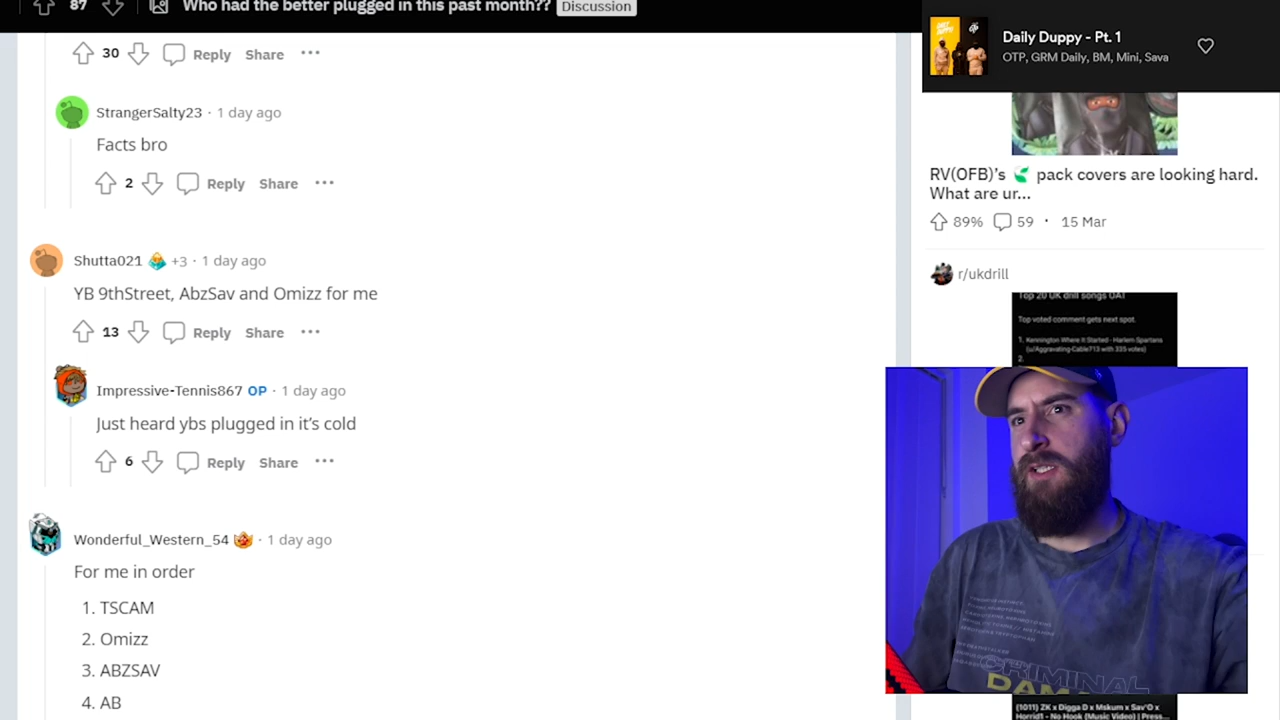 87 Who had the better plugged in this past month?? Discussion
30 Reply Share ...
StrangerSalty23 · 1 day ago
Facts bro
2 Reply Share ...
Shutta021 +3 · 1 day ago
YB 9thStreet, AbzSav and Omizz for me
13 Reply Share ...
Impressive-Tennis867 OP · 1 day ago
Just heard ybs plugged in it's cold
6 Reply Share ...
Wonderful_Western_54 · 1 day ago
For me in order
1. TSCAM
2. Omizz
3. ABZSAV
4. AB
Daily Duppy - Pt. 1
OTP, GRM Daily, BM, Mini, Sava
RV(OFB)'s pack covers are looking hard.
What are ur...
89% 59 · 15 Mar
r/ukdrill
Top 20 UK drill songs OAT
Top voted comment gets next spot.
1. Kennington Where It Started - Harlem Spartans
(u/Aggravating-Cable713 with 335 votes)
2.
CRIMINAL
DAM
(1011) ZK x Digga D x Mskum x Sav'O x
Horrid1 - No Hook (Music Video) | Press...